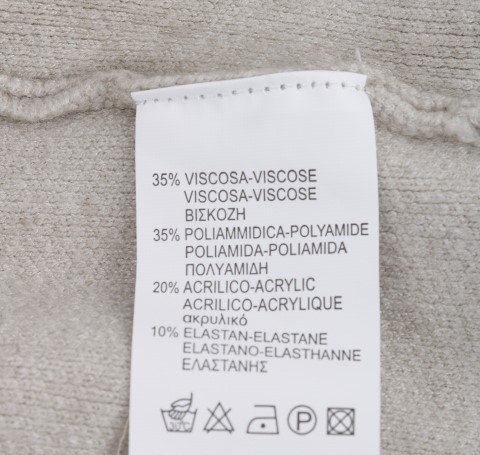 35% VISCOSA-VISCOSE
VISCOSA-VISCOSE
ΒΙΣΚΟΖΗ
35% POLIAMMIDICA-POLYAMIDE
POLIAMIDA-POLIAMIDA
ΠΟΛΥΑΜΙΔΗ
20% ACRILICO-ACRYLIC
ACRILICO-ACRYLIQUE
ακρυλικό
10% ELASTAN-ELASTANE
ELASTANO-ELASTHANNE
ΕΛΑΣΤΑΝΗΣ
30°C P